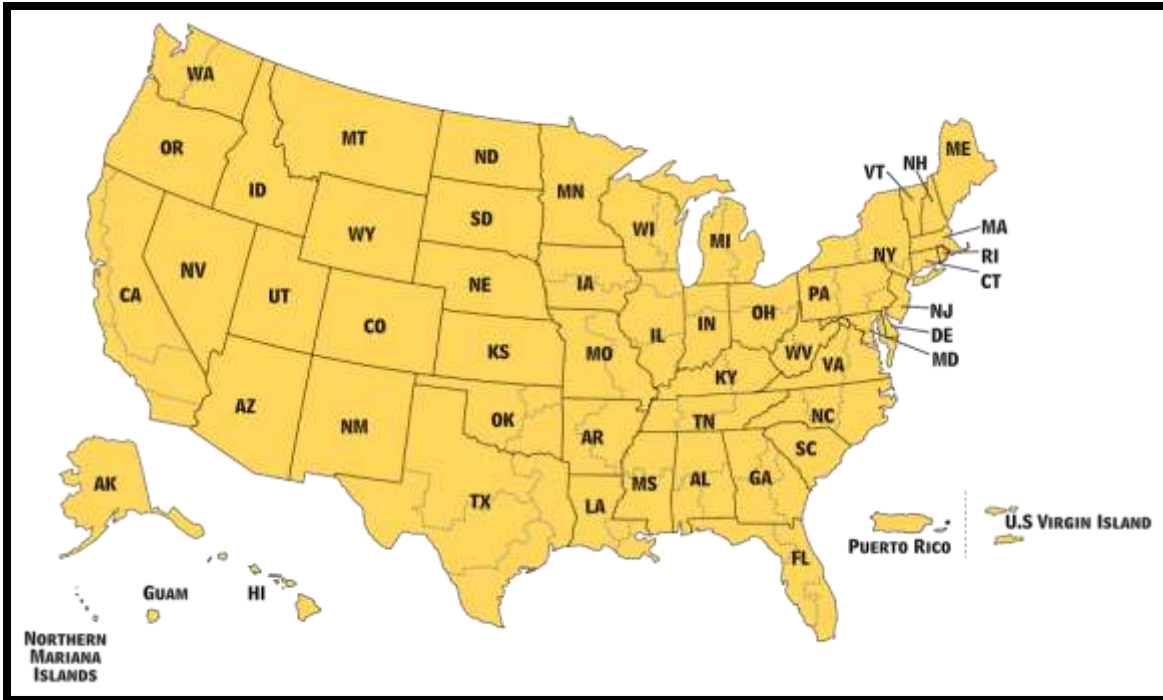 WA
MT
ND
ME
OR
MN
VT
NH
ID
SD
WI
MI
MA
WY
NY
RI
CT
NV
NE
IA
PA
CA
UT
CO
IL
IN
OH
NJ
DE
MD
KS
MO
WV
VA
KY
AZ
NM
OK
AR
TN
NC
SC
AK
TX
LA
MS
AL
GA
FL
PUERTO RICO
U.S VIRGIN ISLAND
GUAM
HI
NORTHERN
MARIANA
ISLANDS